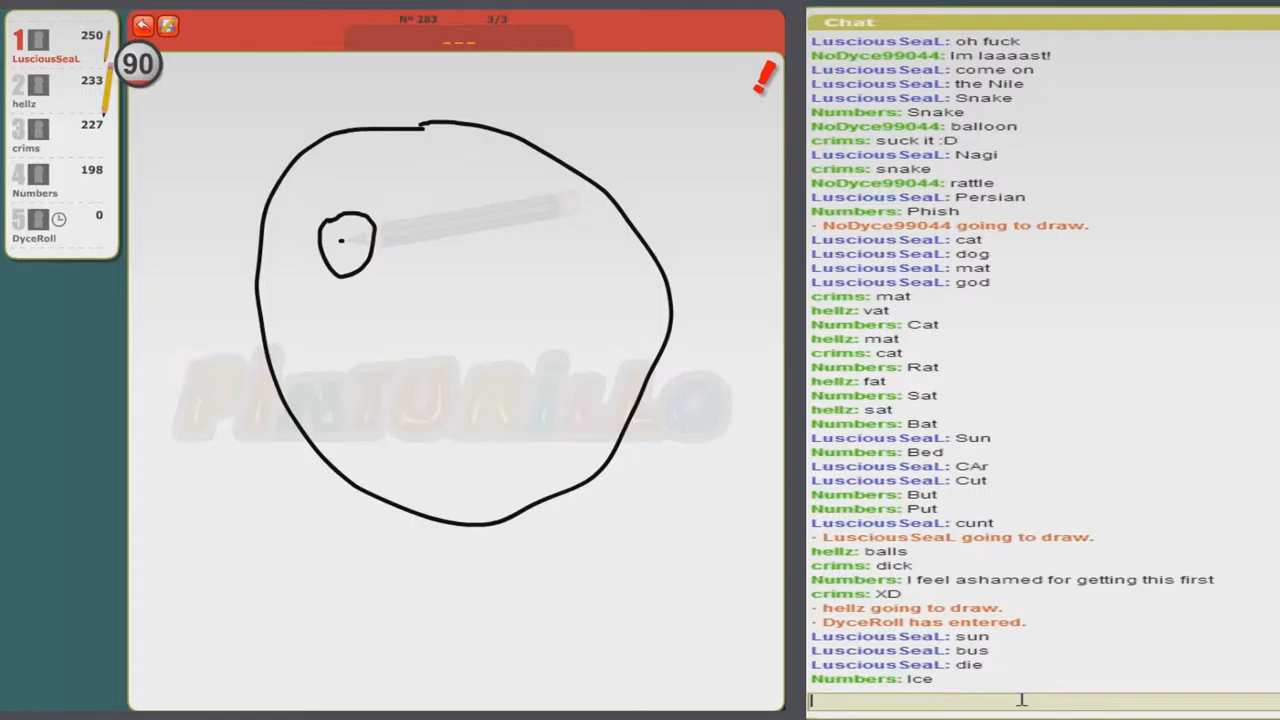 Nº 283 3/3
_ _ _
90
1 250
LusciousSeaL
2 233
hellz
3 227
crims
4 198
Numbers
5 0
DyceRoll
!
PinTURiLLO
Chat
LusciousSeaL: oh fuck
NoDyce99044: Im laaaast!
LusciousSeaL: come on
LusciousSeaL: the Nile
LusciousSeaL: Snake
Numbers: Snake
NoDyce99044: balloon
crims: suck it :D
LusciousSeaL: Nagi
crims: snake
NoDyce99044: rattle
LusciousSeaL: Persian
Numbers: Phish
· NoDyce99044 going to draw.
LusciousSeaL: cat
LusciousSeaL: dog
LusciousSeaL: mat
LusciousSeaL: god
crims: mat
hellz: vat
Numbers: Cat
hellz: mat
crims: cat
Numbers: Rat
hellz: fat
Numbers: Sat
hellz: sat
Numbers: Bat
LusciousSeaL: Sun
Numbers: Bed
LusciousSeaL: CAr
LusciousSeaL: Cut
Numbers: But
Numbers: Put
LusciousSeaL: cunt
· LusciousSeaL going to draw.
hellz: balls
crims: dick
Numbers: I feel ashamed for getting this first
crims: XD
· hellz going to draw.
· DyceRoll has entered.
LusciousSeaL: sun
LusciousSeaL: bus
LusciousSeaL: die
Numbers: Ice